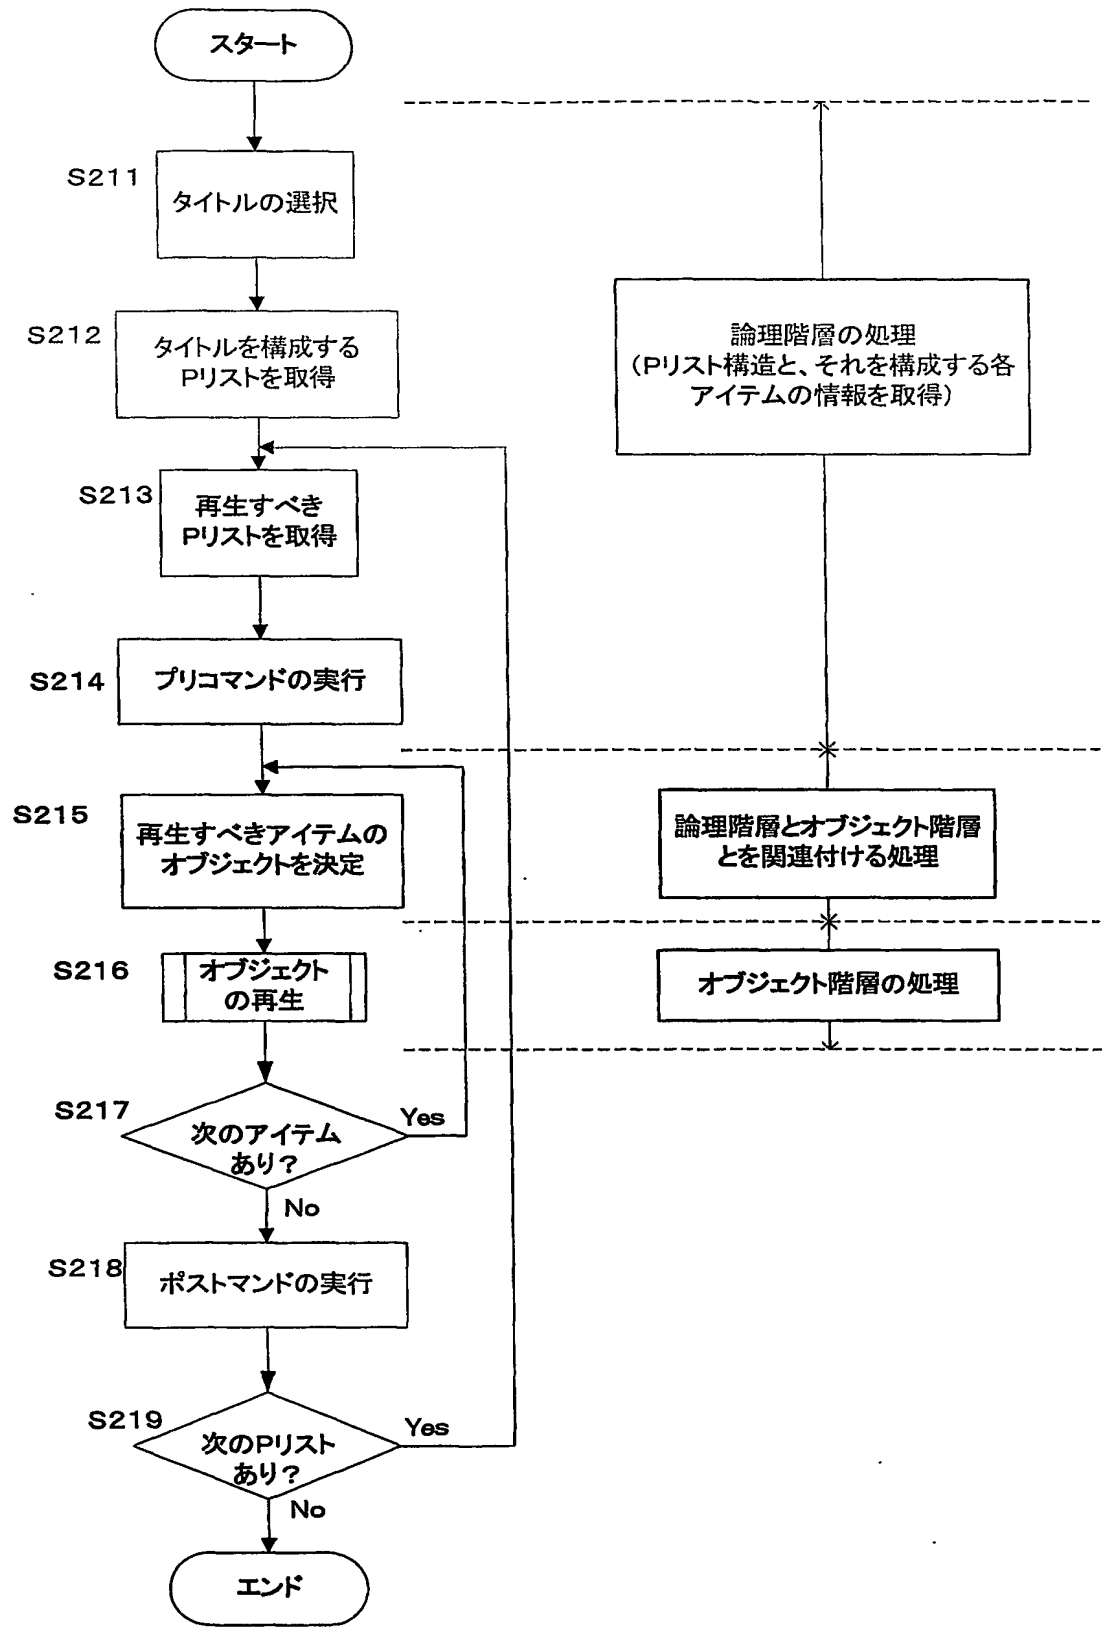 スタート
S211
タイトルの選択
S212
タイトルを構成する
Pリストを取得
S213
再生すべき
Pリストを取得
S214
プリコマンドの実行
S215
再生すべきアイテムの
オブジェクトを決定
S216
オブジェクト
の再生
S217
次のアイテム
あり?
Yes
No
S218
ポストマンドの実行
S219
次のPリスト
あり?
Yes
No
エンド
論理階層の処理
(Pリスト構造と、それを構成する各
アイテムの情報を取得)
論理階層とオブジェクト階層
とを関連付ける処理
オブジェクト階層の処理